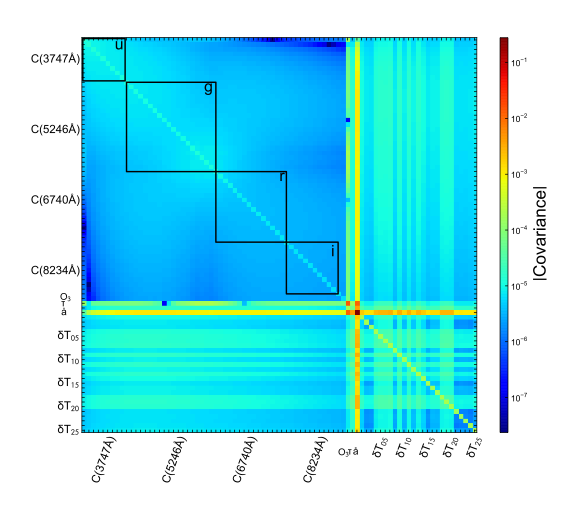 u
g
r
i
C(3747Å)
C(5246Å)
C(6740Å)
C(8234Å)
O₃
τ
å
δT₀₅
δT₁₀
δT₁₅
δT₂₀
δT₂₅
C(3747Å) C(5246Å) C(6740Å) C(8234Å) O₃ τ å δT₀₅ δT₁₀ δT₁₅ δT₂₀ δT₂₅
10⁻¹
10⁻²
10⁻³
10⁻⁴
10⁻⁵
10⁻⁶
10⁻⁷
|Covariance|